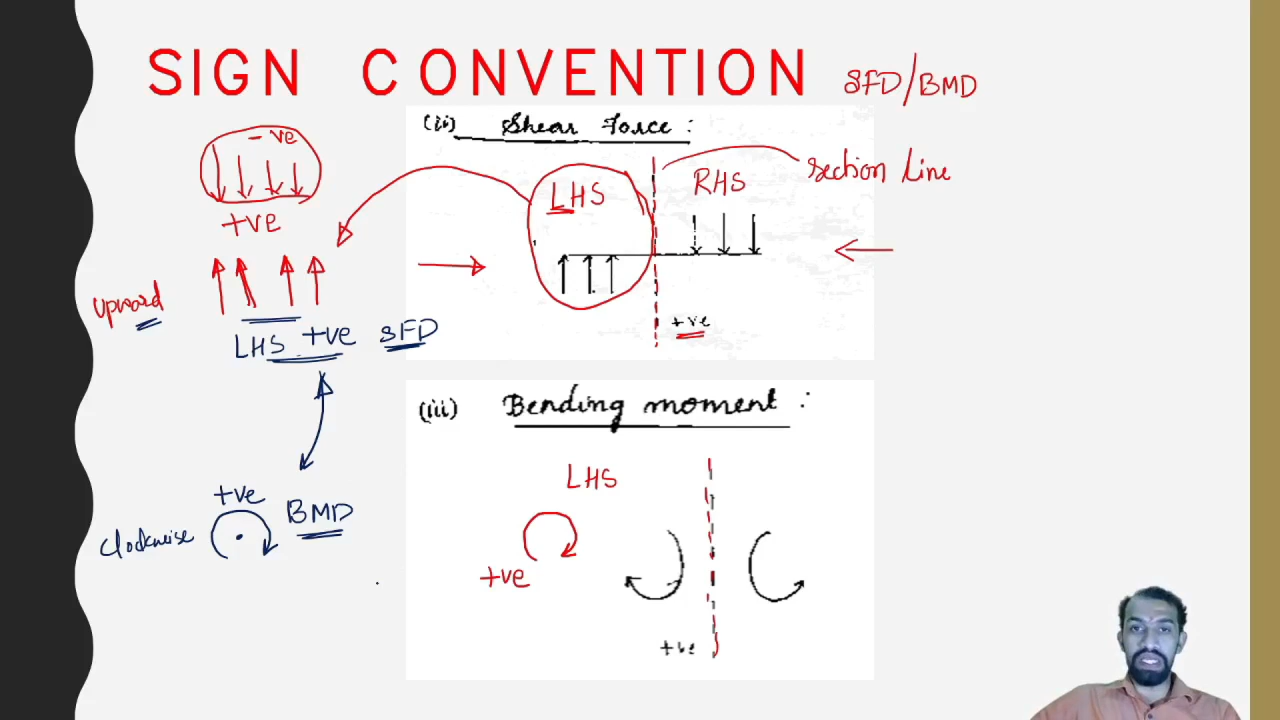 SIGN CONVENTION SFD/BMD
(ii) Shear Force :
-ve
+ve
upward
LHS +ve SFD
LHS
RHS
section line
+ve
(iii) Bending moment :
+ve
BMD
clockwise
LHS
+ve
+ve